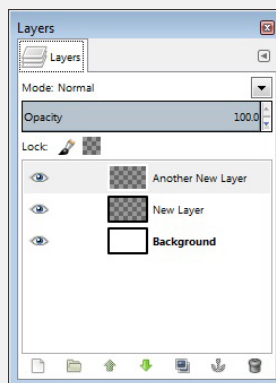 Layers
Layers
Mode: Normal
Opacity 100.0
Lock:
Another New Layer
New Layer
Background